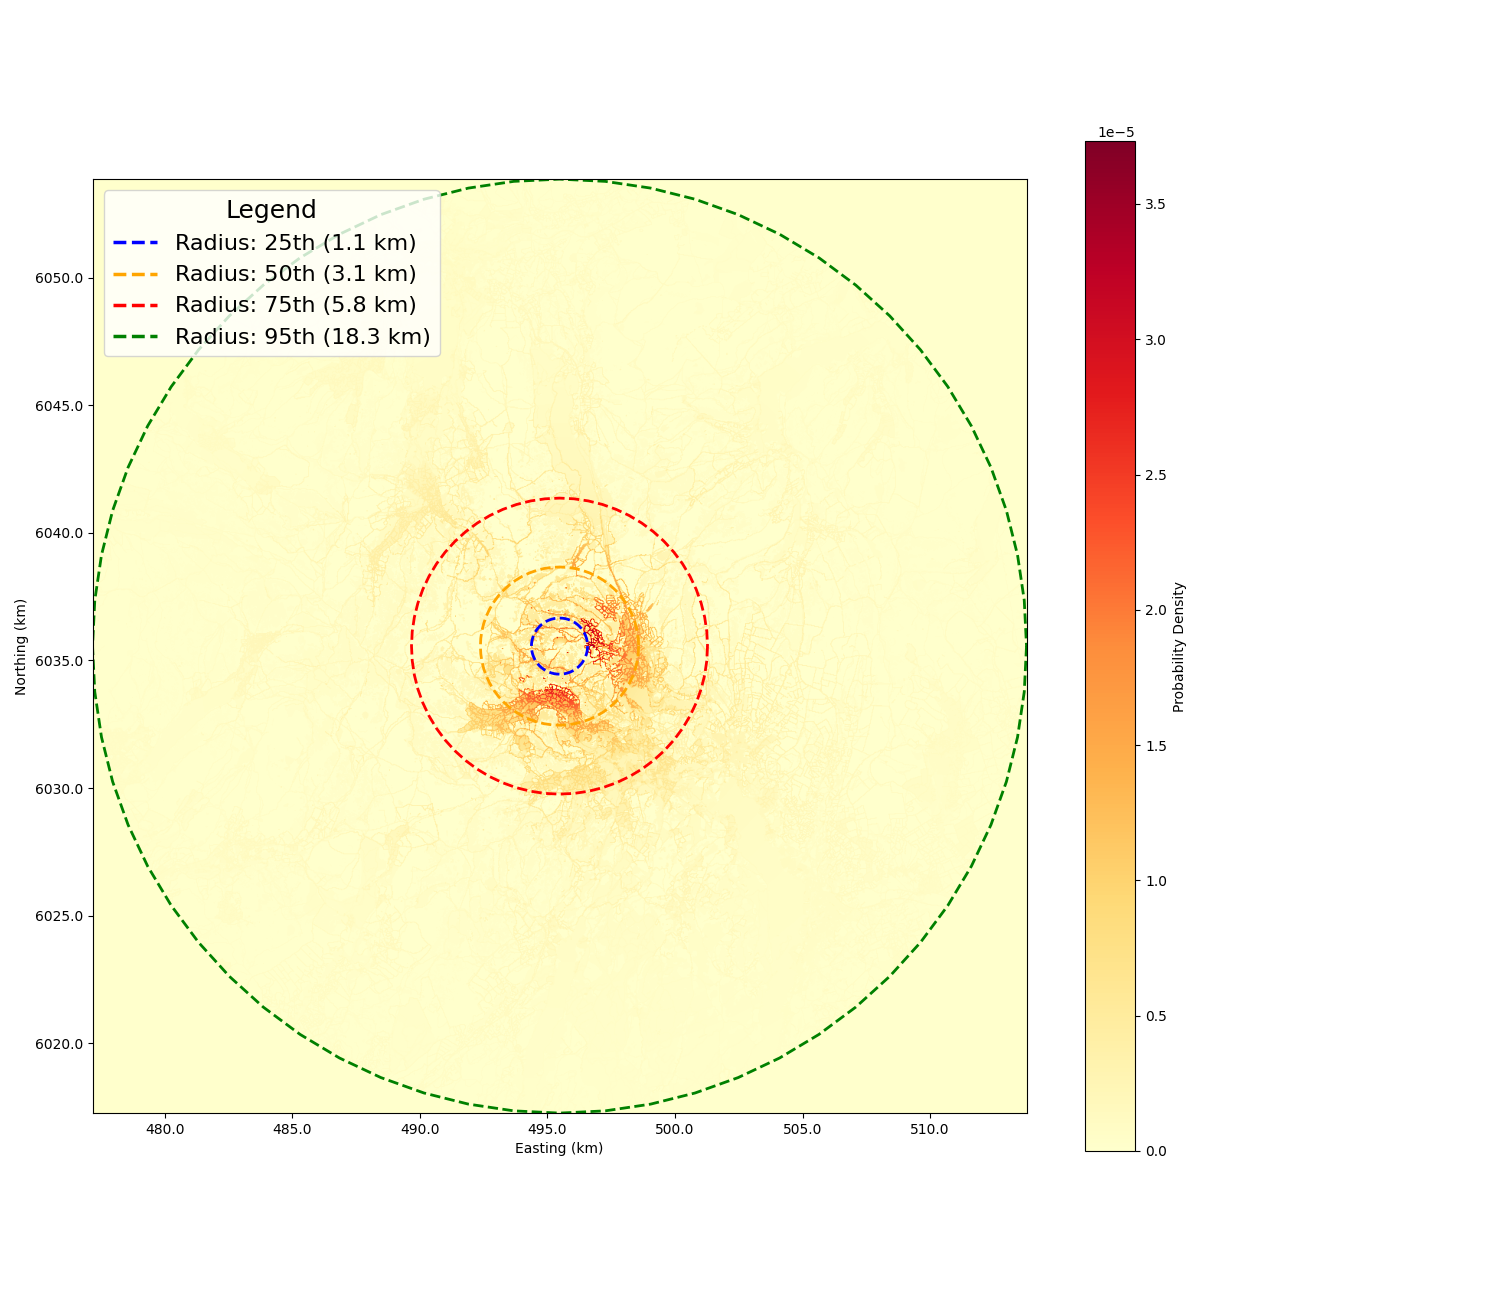 1e−5
Legend
Radius: 25th (1.1 km)
Radius: 50th (3.1 km)
Radius: 75th (5.8 km)
Radius: 95th (18.3 km)
6050.0
6045.0
6040.0
6035.0
6030.0
6025.0
6020.0
Northing (km)
480.0 485.0 490.0 495.0 500.0 505.0 510.0
Easting (km)
3.5
3.0
2.5
2.0
1.5
1.0
0.5
0.0
Probability Density